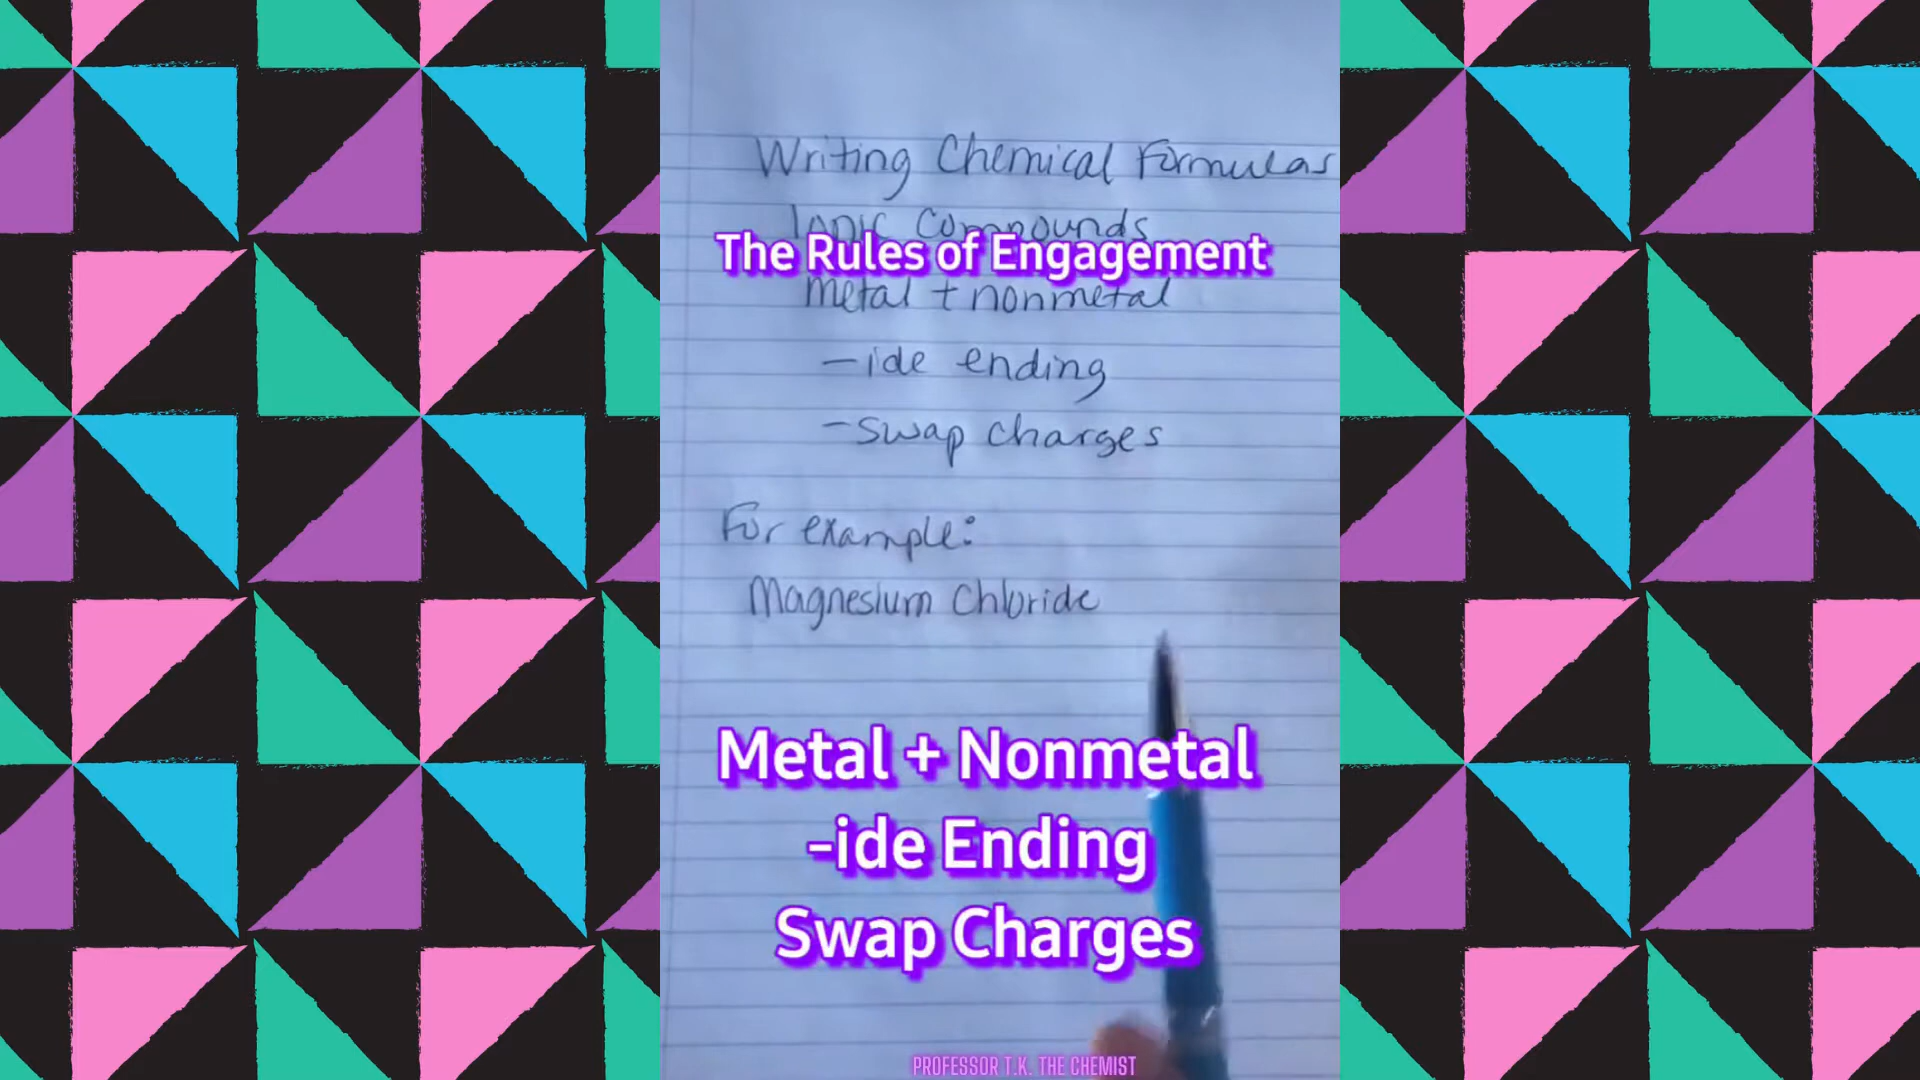 Writing Chemical Formulas
Ionic Compounds
The Rules of Engagement
Metal + nonmetal
-ide ending
-swap charges
For example:
Magnesium Chloride
Metal + Nonmetal
-ide Ending
Swap Charges
PROFESSOR T.K. THE CHEMIST